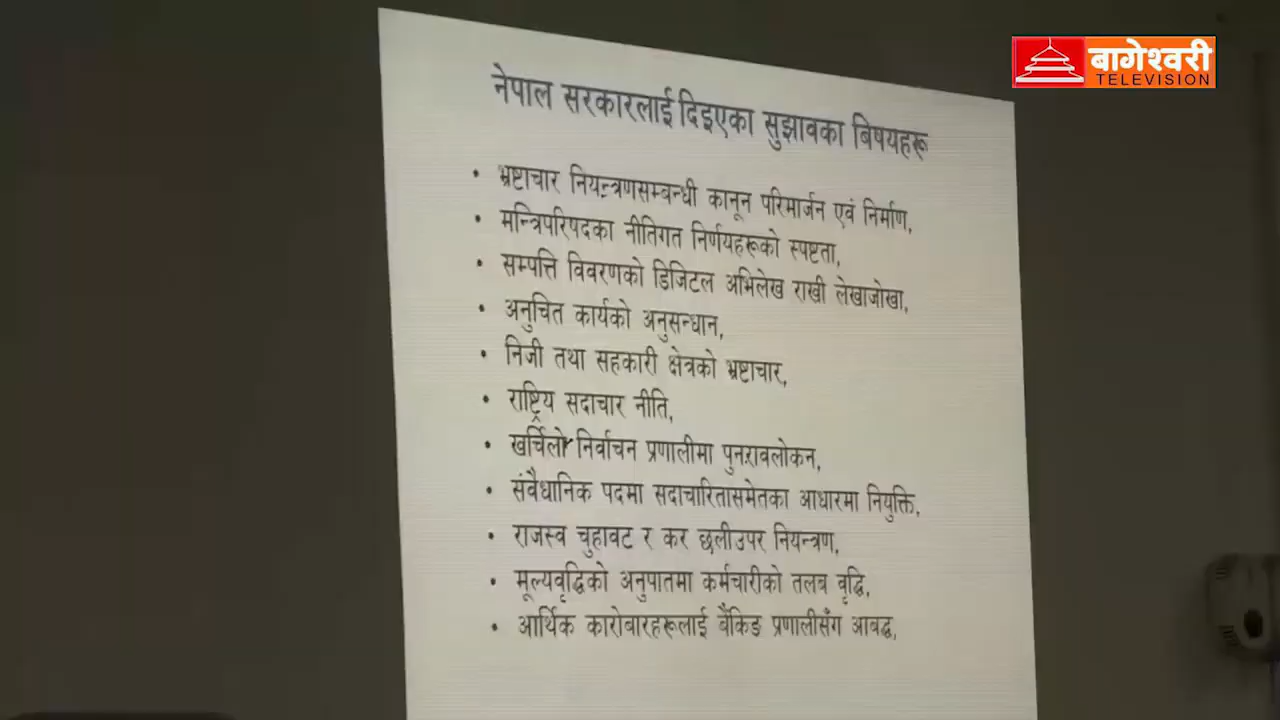 बागेश्वरी
TELEVISION
नेपाल सरकारलाई दिइएका सुझावका बिषयहरू
• भ्रष्टाचार नियन्त्रणसम्बन्धी कानून परिमार्जन एवं निर्माण,
• मन्त्रिपरिषदका नीतिगत निर्णयहरूको स्पष्टता,
• सम्पत्ति विवरणको डिजिटल अभिलेख राखी लेखाजोखा,
• अनुचित कार्यको अनुसन्धान,
• निजी तथा सहकारी क्षेत्रको भ्रष्टाचार,
• राष्ट्रिय सदाचार नीति,
• खर्चिलो निर्वाचन प्रणालीमा पुनरावलोकन,
• संवैधानिक पदमा सदाचारितासमेतका आधारमा नियुक्ति,
• राजस्व चुहावट र कर छलीउपर नियन्त्रण,
• मूल्यवृद्धिको अनुपातमा कर्मचारीको तलब वृद्धि,
• आर्थिक कारोबारहरूलाई बैंकिङ प्रणालीसँग आबद्ध,